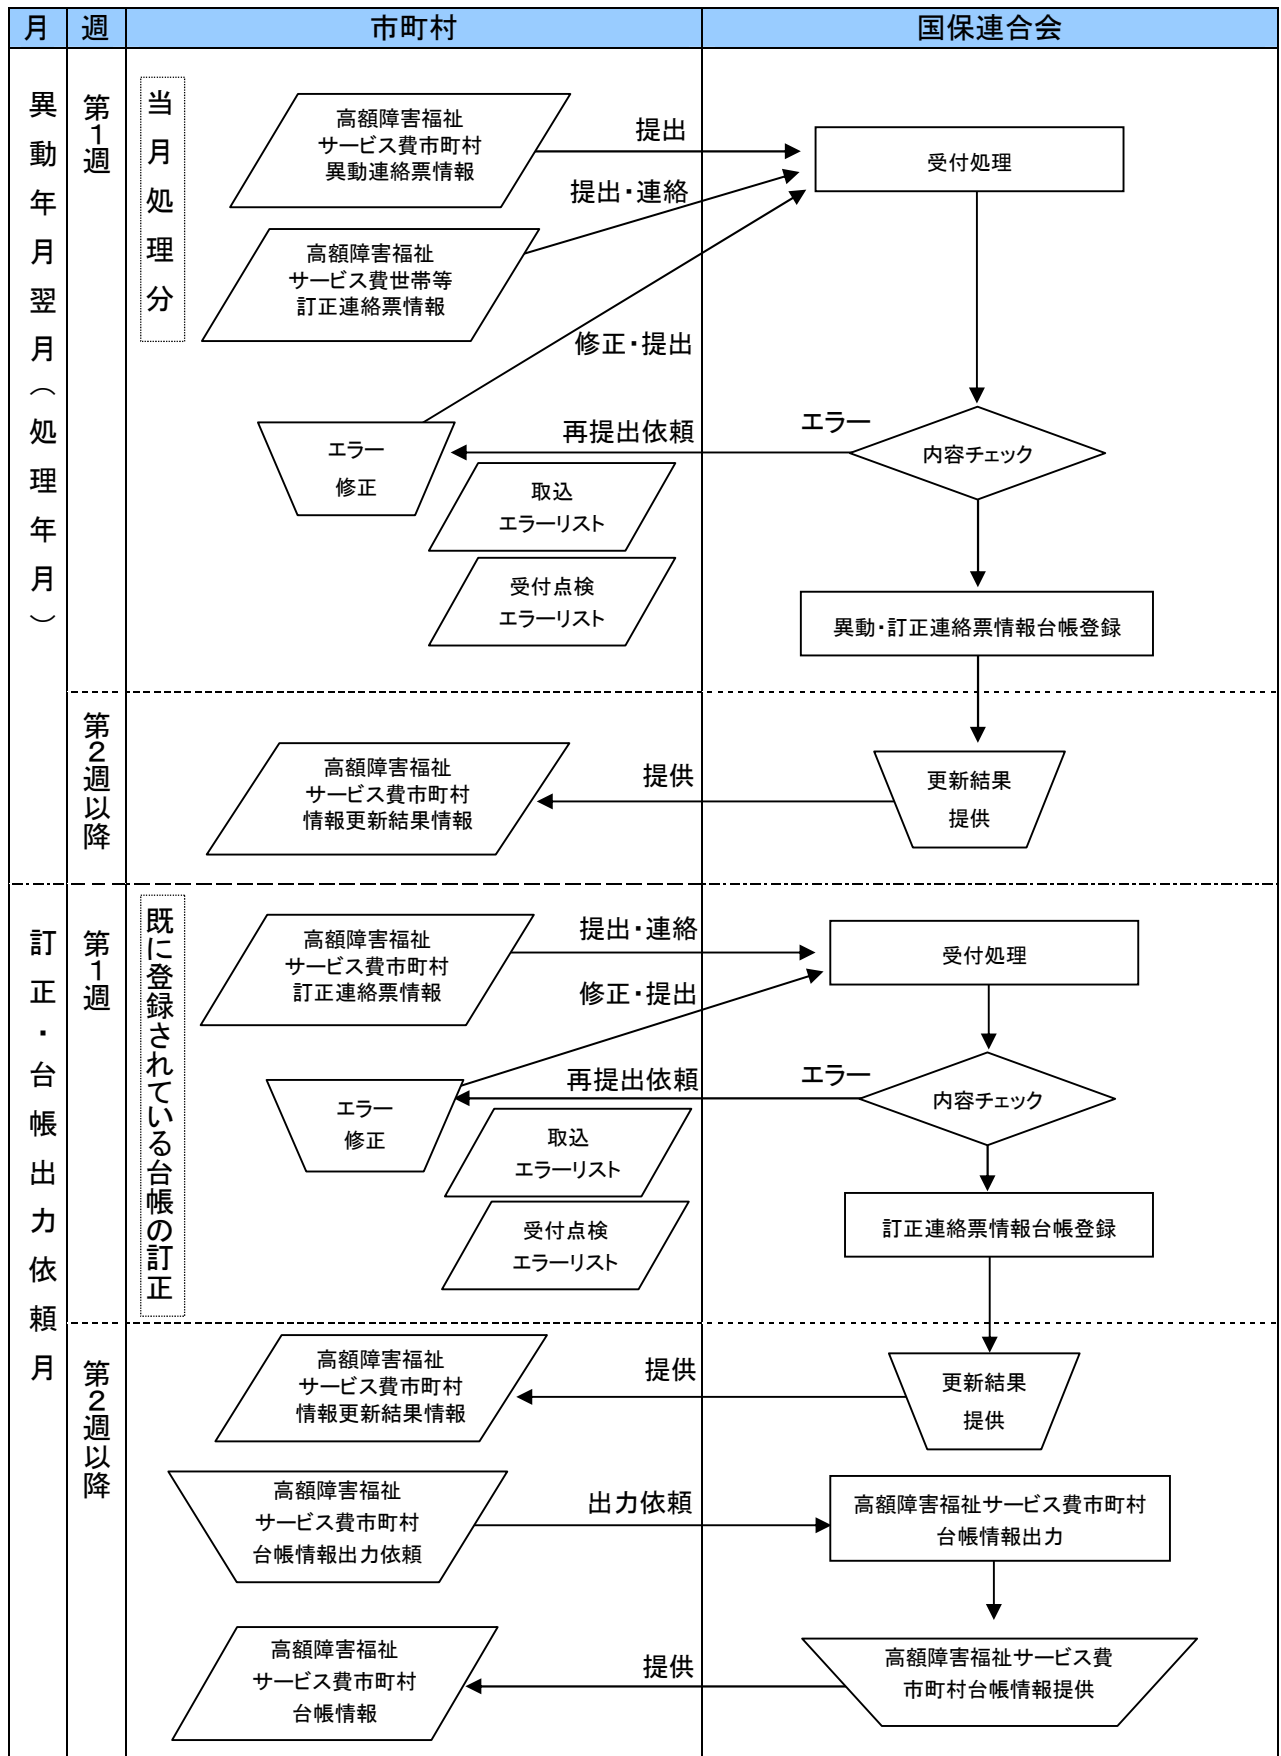 月
週
市町村
国保連合会
異動年月翌月（処理年月）
第1週
当月処理分
高額障害福祉
サービス費市町村
異動連絡票情報
提出
受付処理
提出・連絡
高額障害福祉
サービス費世帯等
訂正連絡票情報
修正・提出
エラー
修正
再提出依頼
エラー
内容チェック
取込
エラーリスト
受付点検
エラーリスト
異動・訂正連絡票情報台帳登録
第2週以降
高額障害福祉
サービス費市町村
情報更新結果情報
提供
更新結果
提供
訂正・台帳出力依頼月
第1週
既に登録されている台帳の訂正
高額障害福祉
サービス費市町村
訂正連絡票情報
提出・連絡
受付処理
修正・提出
エラー
修正
再提出依頼
エラー
内容チェック
取込
エラーリスト
受付点検
エラーリスト
訂正連絡票情報台帳登録
第2週以降
高額障害福祉
サービス費市町村
情報更新結果情報
提供
更新結果
提供
高額障害福祉
サービス費市町村
台帳情報出力依頼
出力依頼
高額障害福祉サービス費市町村
台帳情報出力
高額障害福祉
サービス費市町村
台帳情報
提供
高額障害福祉サービス費
市町村台帳情報提供